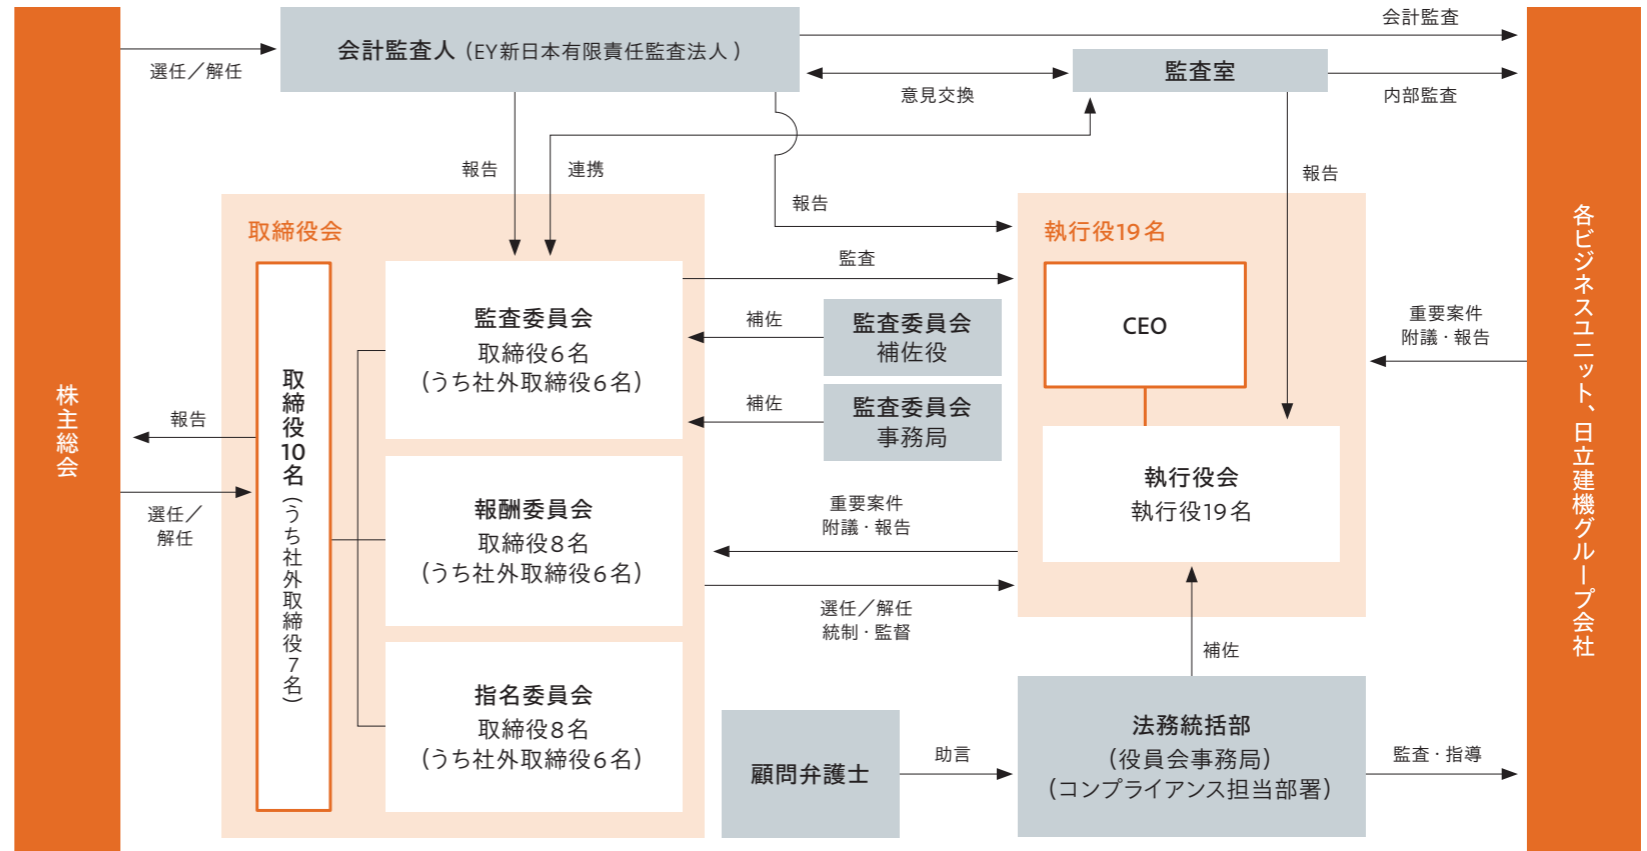 会計監査人（EY新日本有限責任監査法人）
選任／解任
会計監査
監査室
意見交換
内部監査
報告
連携
報告
報告
株主総会
報告
選任／
解任
取締役会
取締役10名（うち社外取締役7名）
監査委員会
取締役6名
（うち社外取締役6名）
報酬委員会
取締役8名
（うち社外取締役6名）
指名委員会
取締役8名
（うち社外取締役6名）
監査
補佐
監査委員会
補佐役
補佐
監査委員会
事務局
重要案件
附議・報告
選任／解任
統制・監督
執行役19名
CEO
執行役会
執行役19名
重要案件
附議・報告
補佐
顧問弁護士
助言
法務統括部
（役員会事務局）
（コンプライアンス担当部署）
監査・指導
各ビジネスユニット、日立建機グループ会社